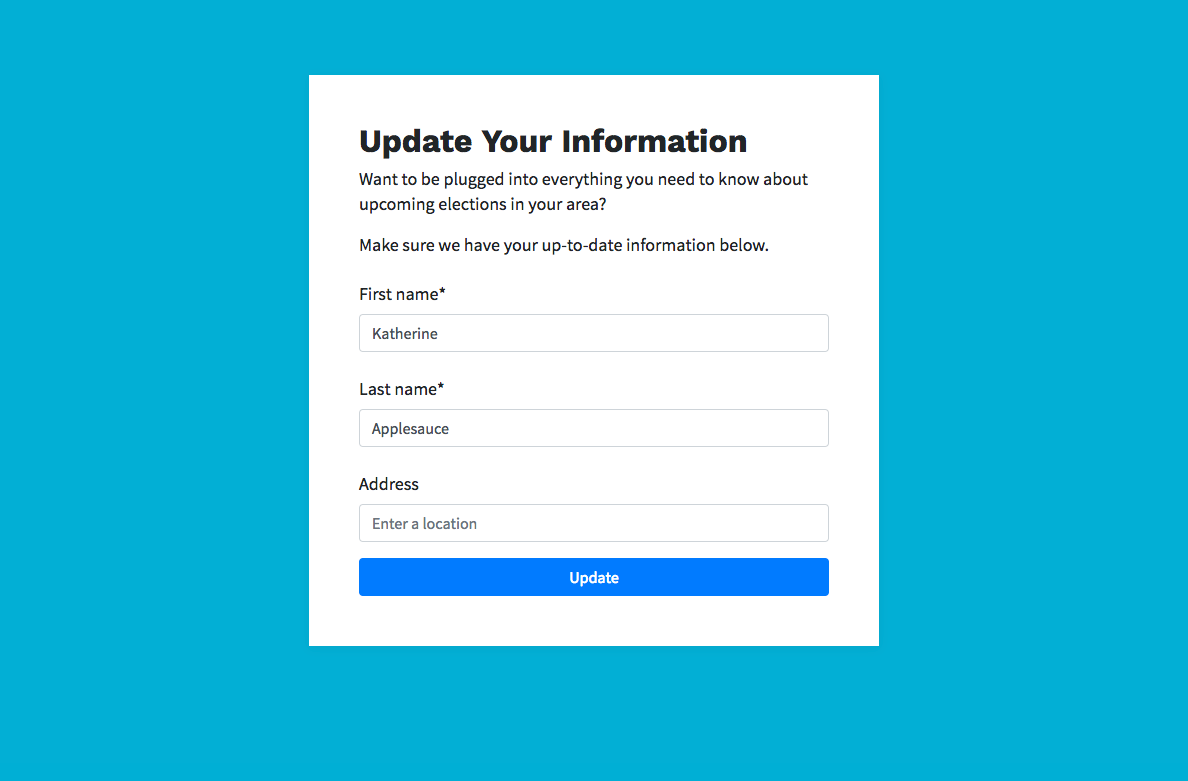 Update Your Information
Want to be plugged into everything you need to know about
upcoming elections in your area?
Make sure we have your up-to-date information below.
First name*
Katherine
Last name*
Applesauce
Address
Enter a location
Update